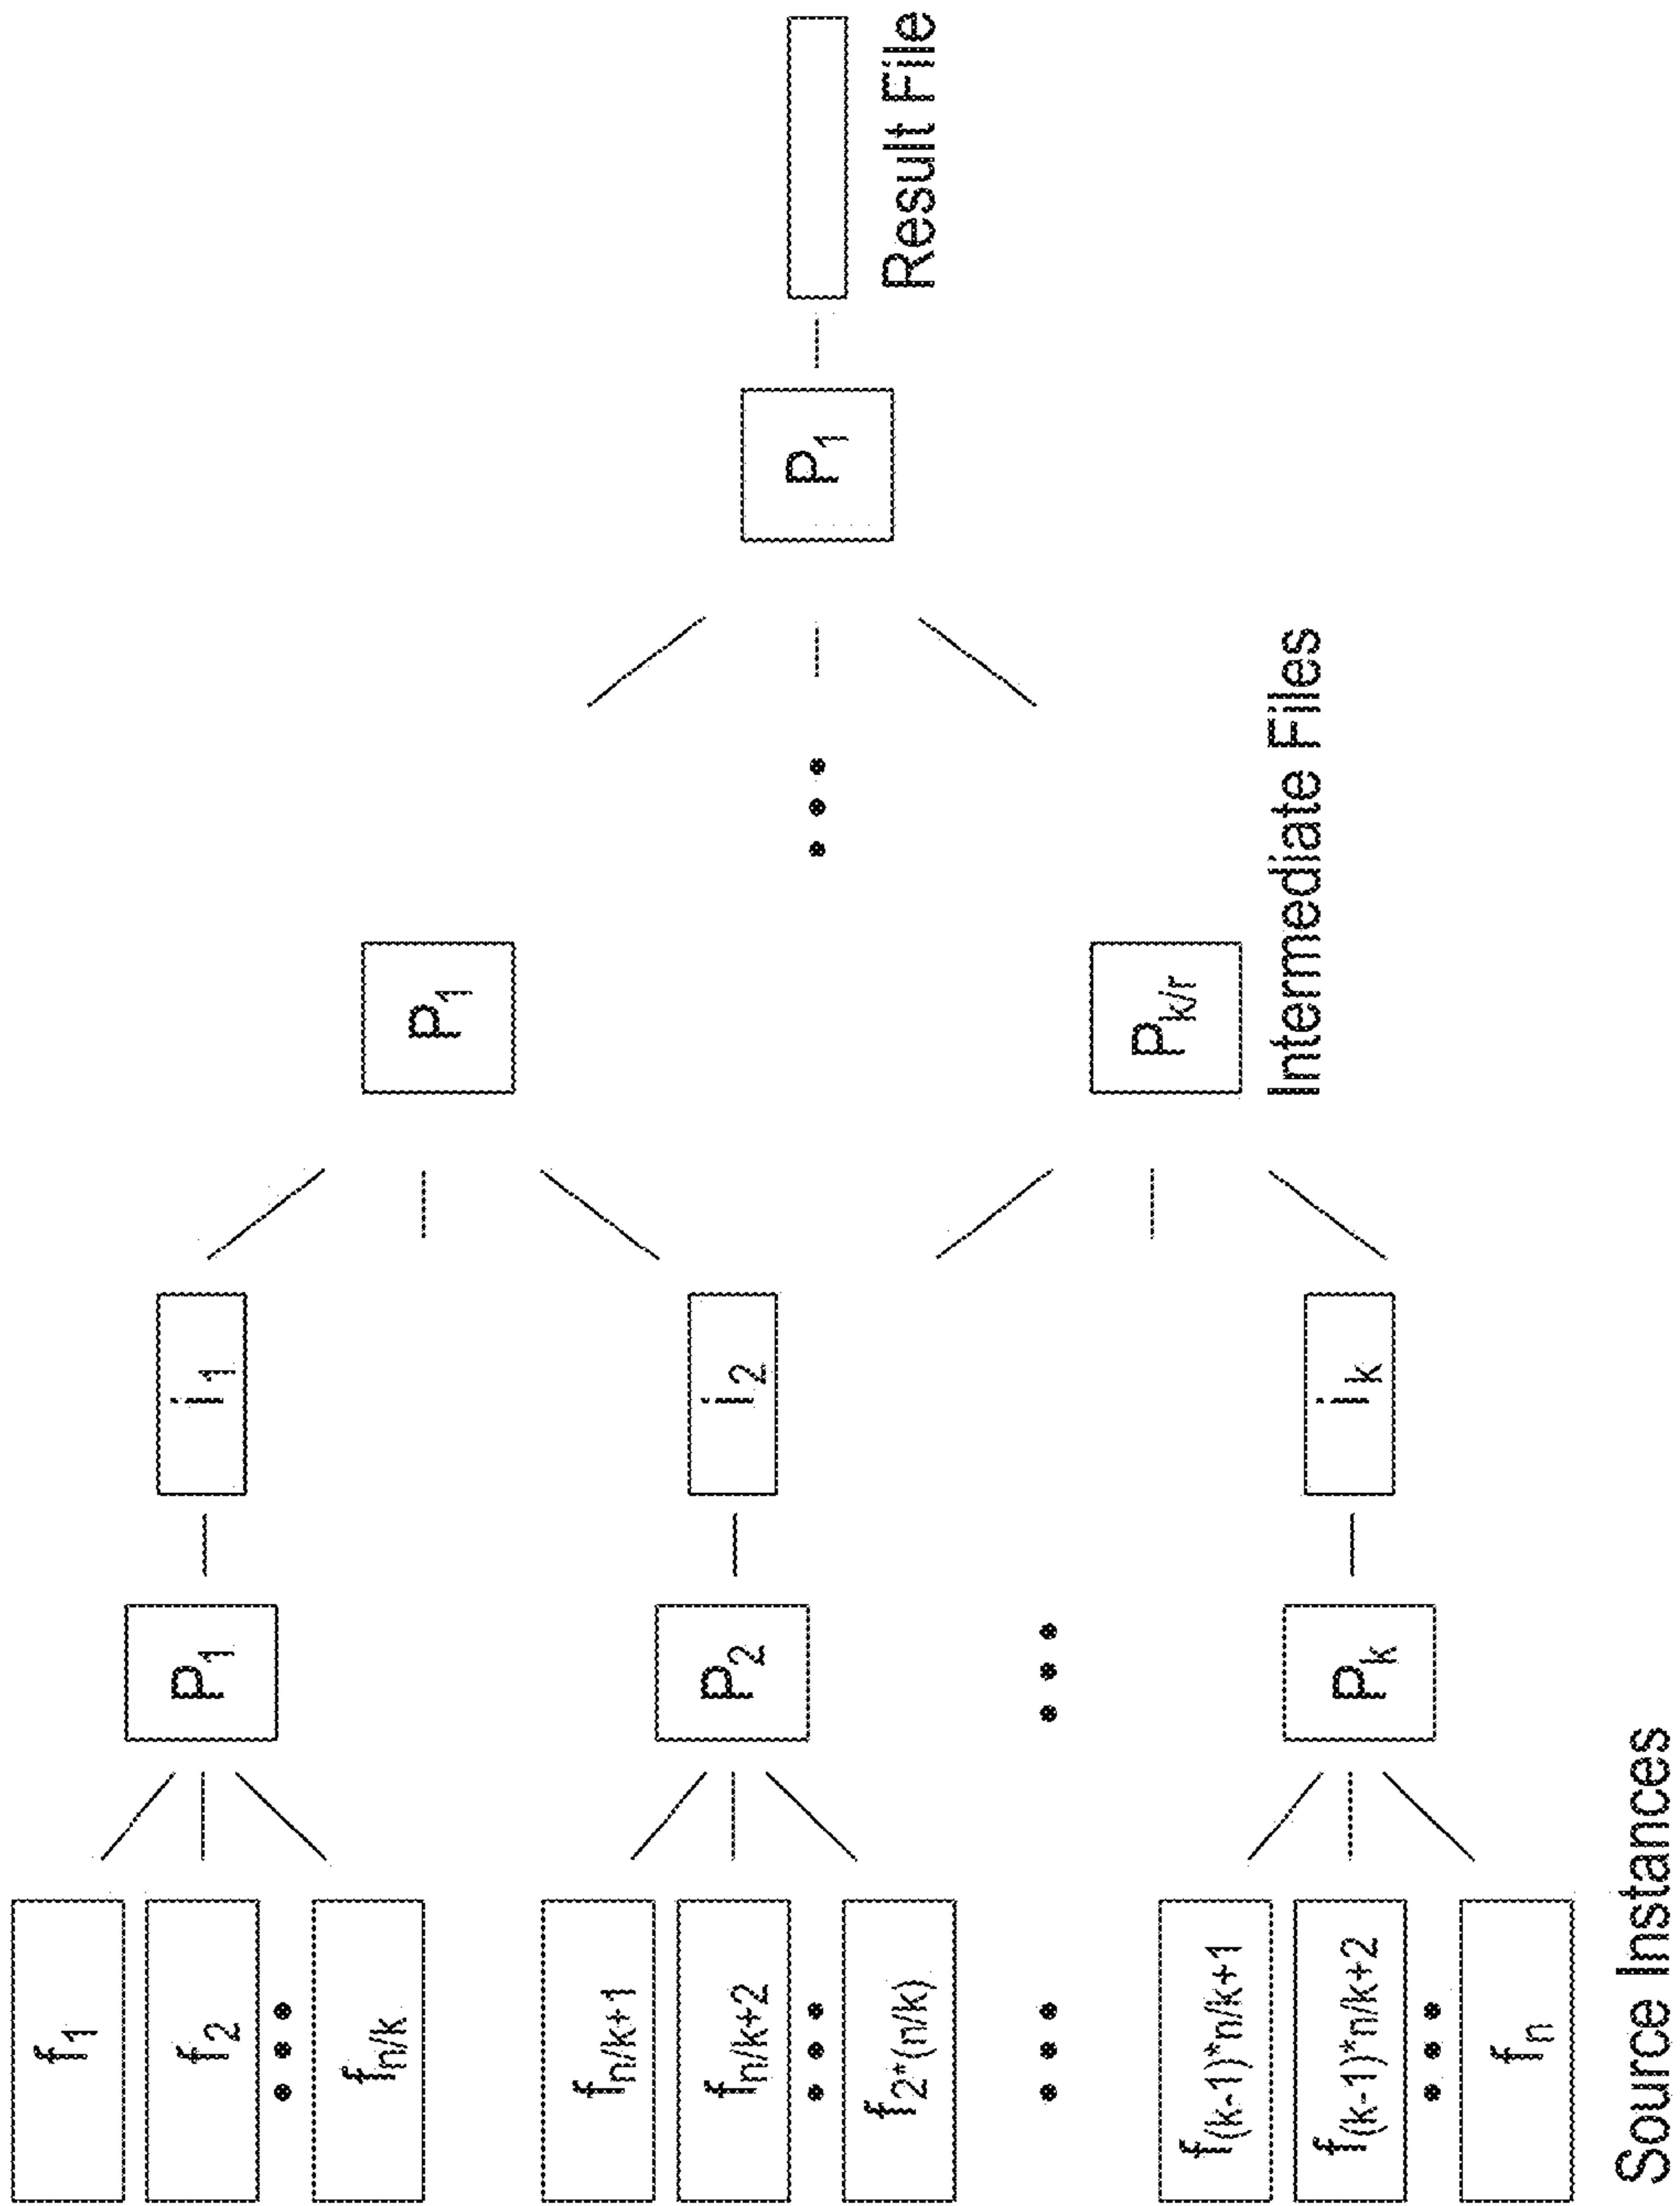 f1
f2
fn/k
fn/k+1
fn/k+2
f2*(n/k)
f(k-1)*n/k+1
f(k-1)*n/k+2
fn
Source Instances
P1
P2
Pk
i1
i2
ik
P1
Pk/r
Intermediate Files
P1
Result File